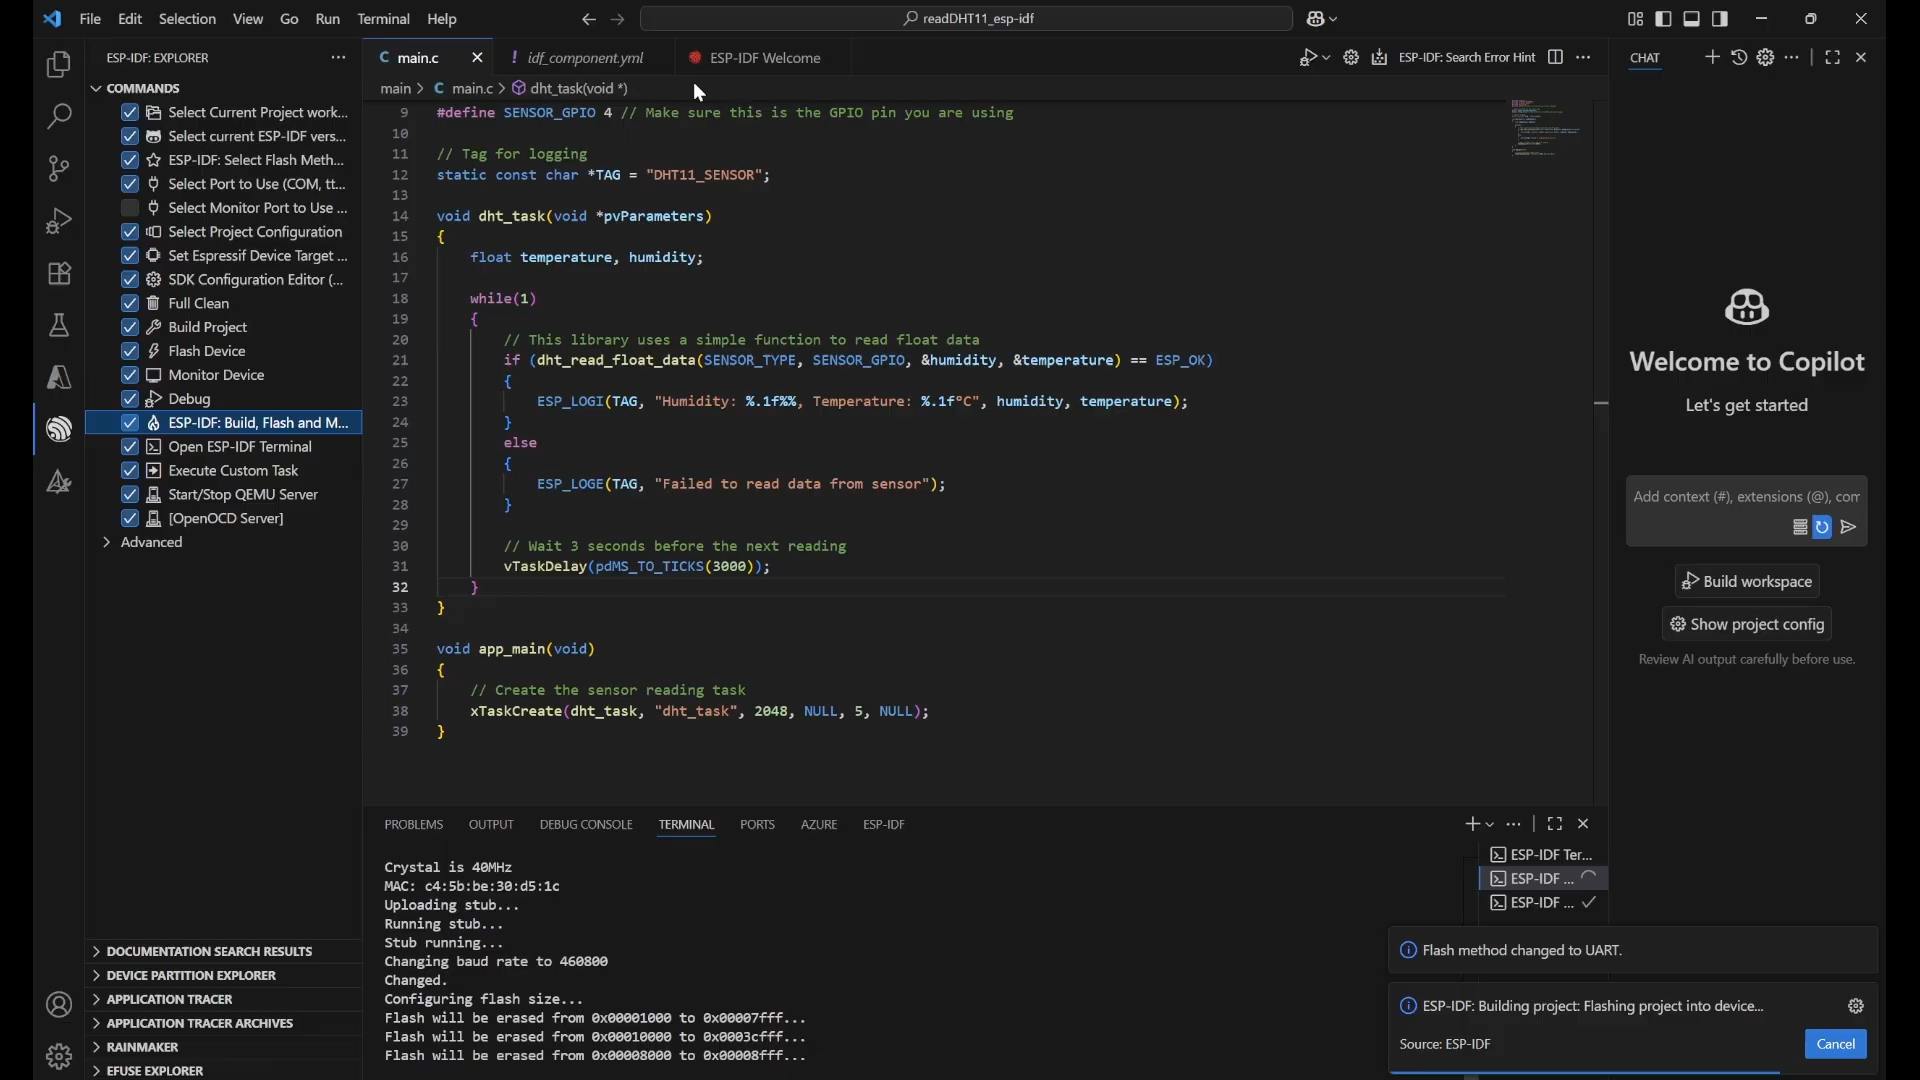 File Edit Selection View Go Run Terminal Help
readDHT11_esp-idf
ESP-IDF: EXPLORER
COMMANDS
Select Current Project work...
Select current ESP-IDF vers...
ESP-IDF: Select Flash Meth...
Select Port to Use (COM, tt...
Select Monitor Port to Use ...
Select Project Configuration
Set Espressif Device Target ...
SDK Configuration Editor (...
Full Clean
Build Project
Flash Device
Monitor Device
Debug
ESP-IDF: Build, Flash and M...
Open ESP-IDF Terminal
Execute Custom Task
Start/Stop QEMU Server
[OpenOCD Server]
Advanced
DOCUMENTATION SEARCH RESULTS
DEVICE PARTITION EXPLORER
APPLICATION TRACER
APPLICATION TRACER ARCHIVES
RAINMAKER
EFUSE EXPLORER
C main.c
! idf_component.yml
ESP-IDF Welcome
ESP-IDF: Search Error Hint
main > C main.c > dht_task(void *)
9 #define SENSOR_GPIO 4 // Make sure this is the GPIO pin you are using
10
11 // Tag for logging
12 static const char *TAG = "DHT11_SENSOR";
13
14 void dht_task(void *pvParameters)
15 {
16 float temperature, humidity;
17
18 while(1)
19 {
20 // This library uses a simple function to read float data
21 if (dht_read_float_data(SENSOR_TYPE, SENSOR_GPIO, &humidity, &temperature) == ESP_OK)
22 {
23 ESP_LOGI(TAG, "Humidity: %.1f%%, Temperature: %.1f°C", humidity, temperature);
24 }
25 else
26 {
27 ESP_LOGE(TAG, "Failed to read data from sensor");
28 }
29
30 // Wait 3 seconds before the next reading
31 vTaskDelay(pdMS_TO_TICKS(3000));
32 }
33 }
34
35 void app_main(void)
36 {
37 // Create the sensor reading task
38 xTaskCreate(dht_task, "dht_task", 2048, NULL, 5, NULL);
39 }
PROBLEMS OUTPUT DEBUG CONSOLE TERMINAL PORTS AZURE ESP-IDF
Crystal is 40MHz
MAC: c4:5b:be:30:d5:1c
Uploading stub...
Running stub...
Stub running...
Changing baud rate to 460800
Changed.
Configuring flash size...
Flash will be erased from 0x00001000 to 0x00007fff...
Flash will be erased from 0x00010000 to 0x0003cfff...
Flash will be erased from 0x00008000 to 0x00008fff...
ESP-IDF Ter...
ESP-IDF ...
ESP-IDF ...
CHAT
Welcome to Copilot
Let's get started
Add context (#), extensions (@), com
Build workspace
Show project config
Review AI output carefully before use.
Flash method changed to UART.
ESP-IDF: Building project: Flashing project into device...
Source: ESP-IDF
Cancel